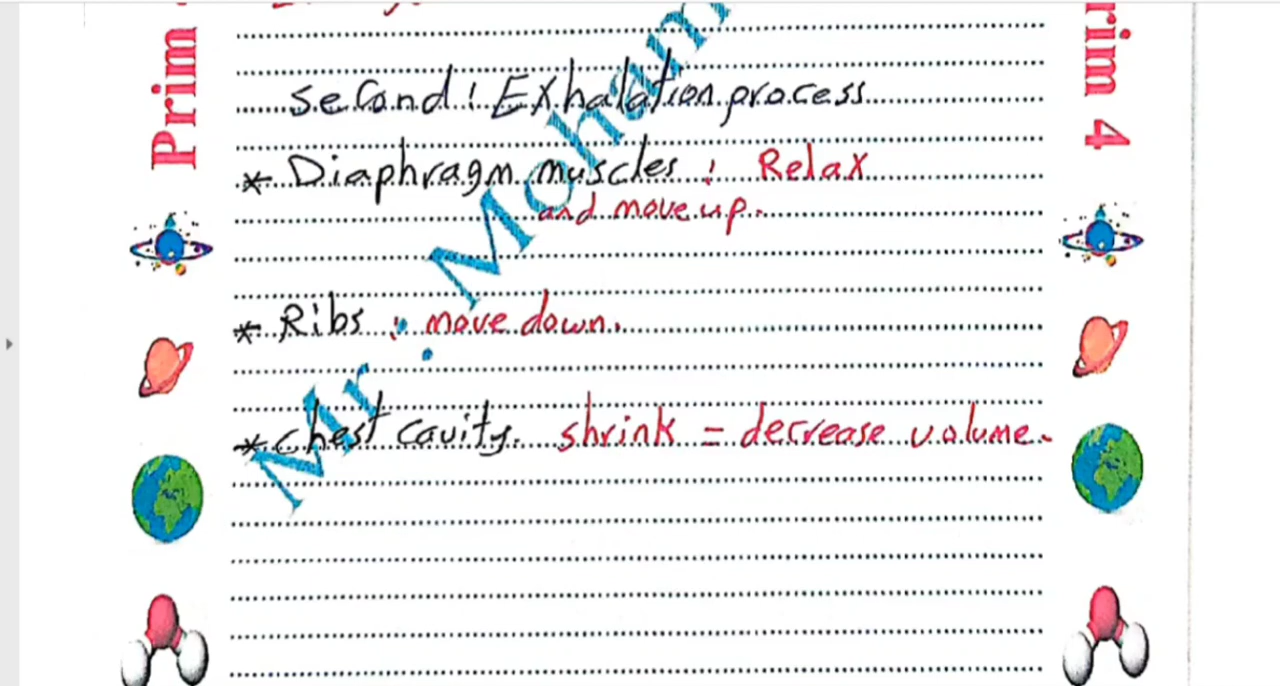 second : Exhalation process
* Diaphragm muscles : Relax
and move up.
* Ribs : move down.
* chest cavity. shrink = decrease volume.
Prim
rim 4
Mr. Moham